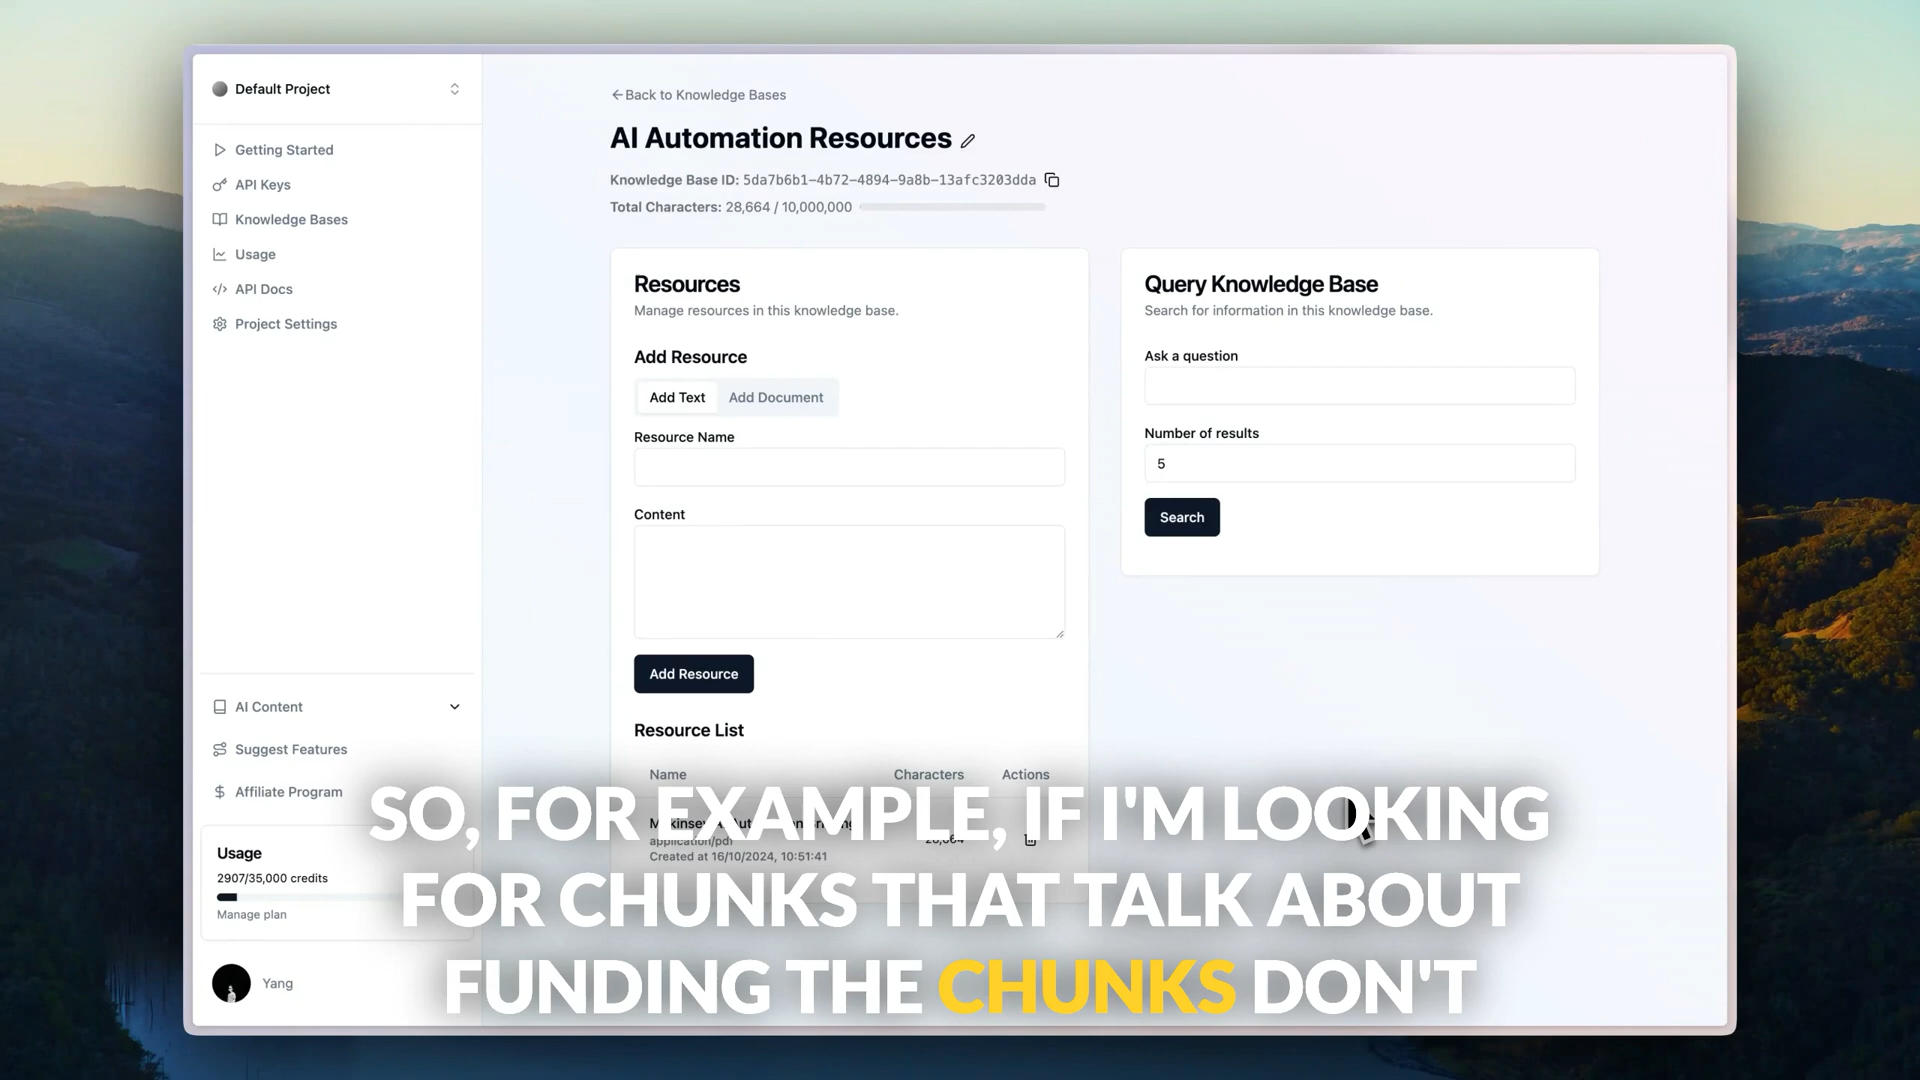 Default Project
Getting Started
API Keys
Knowledge Bases
Usage
API Docs
Project Settings
AI Content
Suggest Features
Affiliate Program
Usage
2907/35,000 credits
Manage plan
Yang
Back to Knowledge Bases
AI Automation Resources
Knowledge Base ID: 5da7b6b1-4b72-4894-9a8b-13afc3203dda
Total Characters: 28,664 / 10,000,000
Resources
Manage resources in this knowledge base.
Add Resource
Add Text Add Document
Resource Name
Content
Add Resource
Resource List
Name Characters Actions
application/pdf
Created at 16/10/2024, 10:51:41
Query Knowledge Base
Search for information in this knowledge base.
Ask a question
Number of results
5
Search
SO, FOR EXAMPLE, IF I'M LOOKING
FOR CHUNKS THAT TALK ABOUT
FUNDING THE CHUNKS DON'T